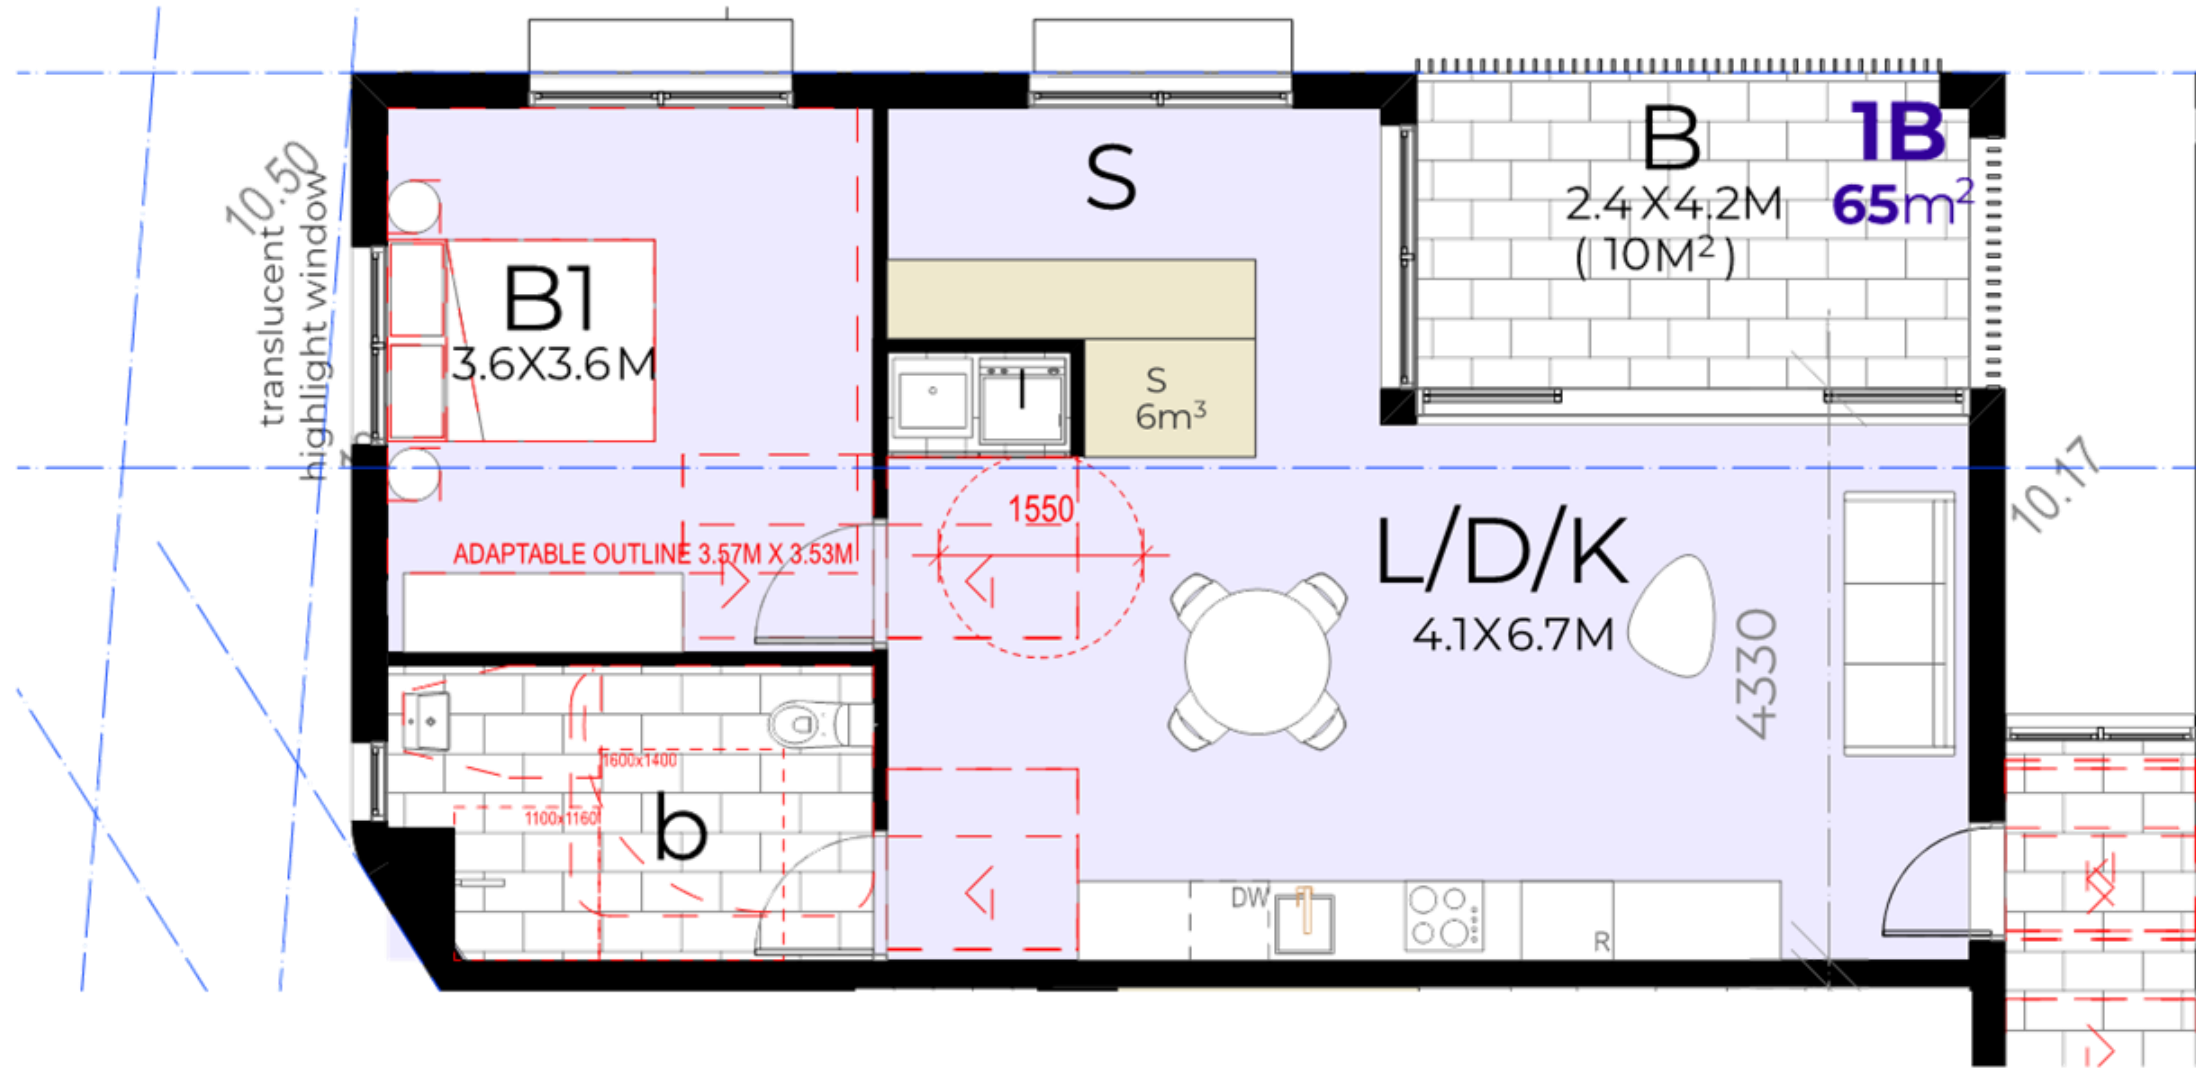 10.50
translucent
highlight window
B1
3.6X3.6M
ADAPTABLE OUTLINE 3.57M X 3.53M
S
S
6m³
B
2.4X4.2M
( 10M² )
1B
65m²
1550
L/D/K
4.1X6.7M
4330
10.17
1600x1400
1100x1160
b
DW
R